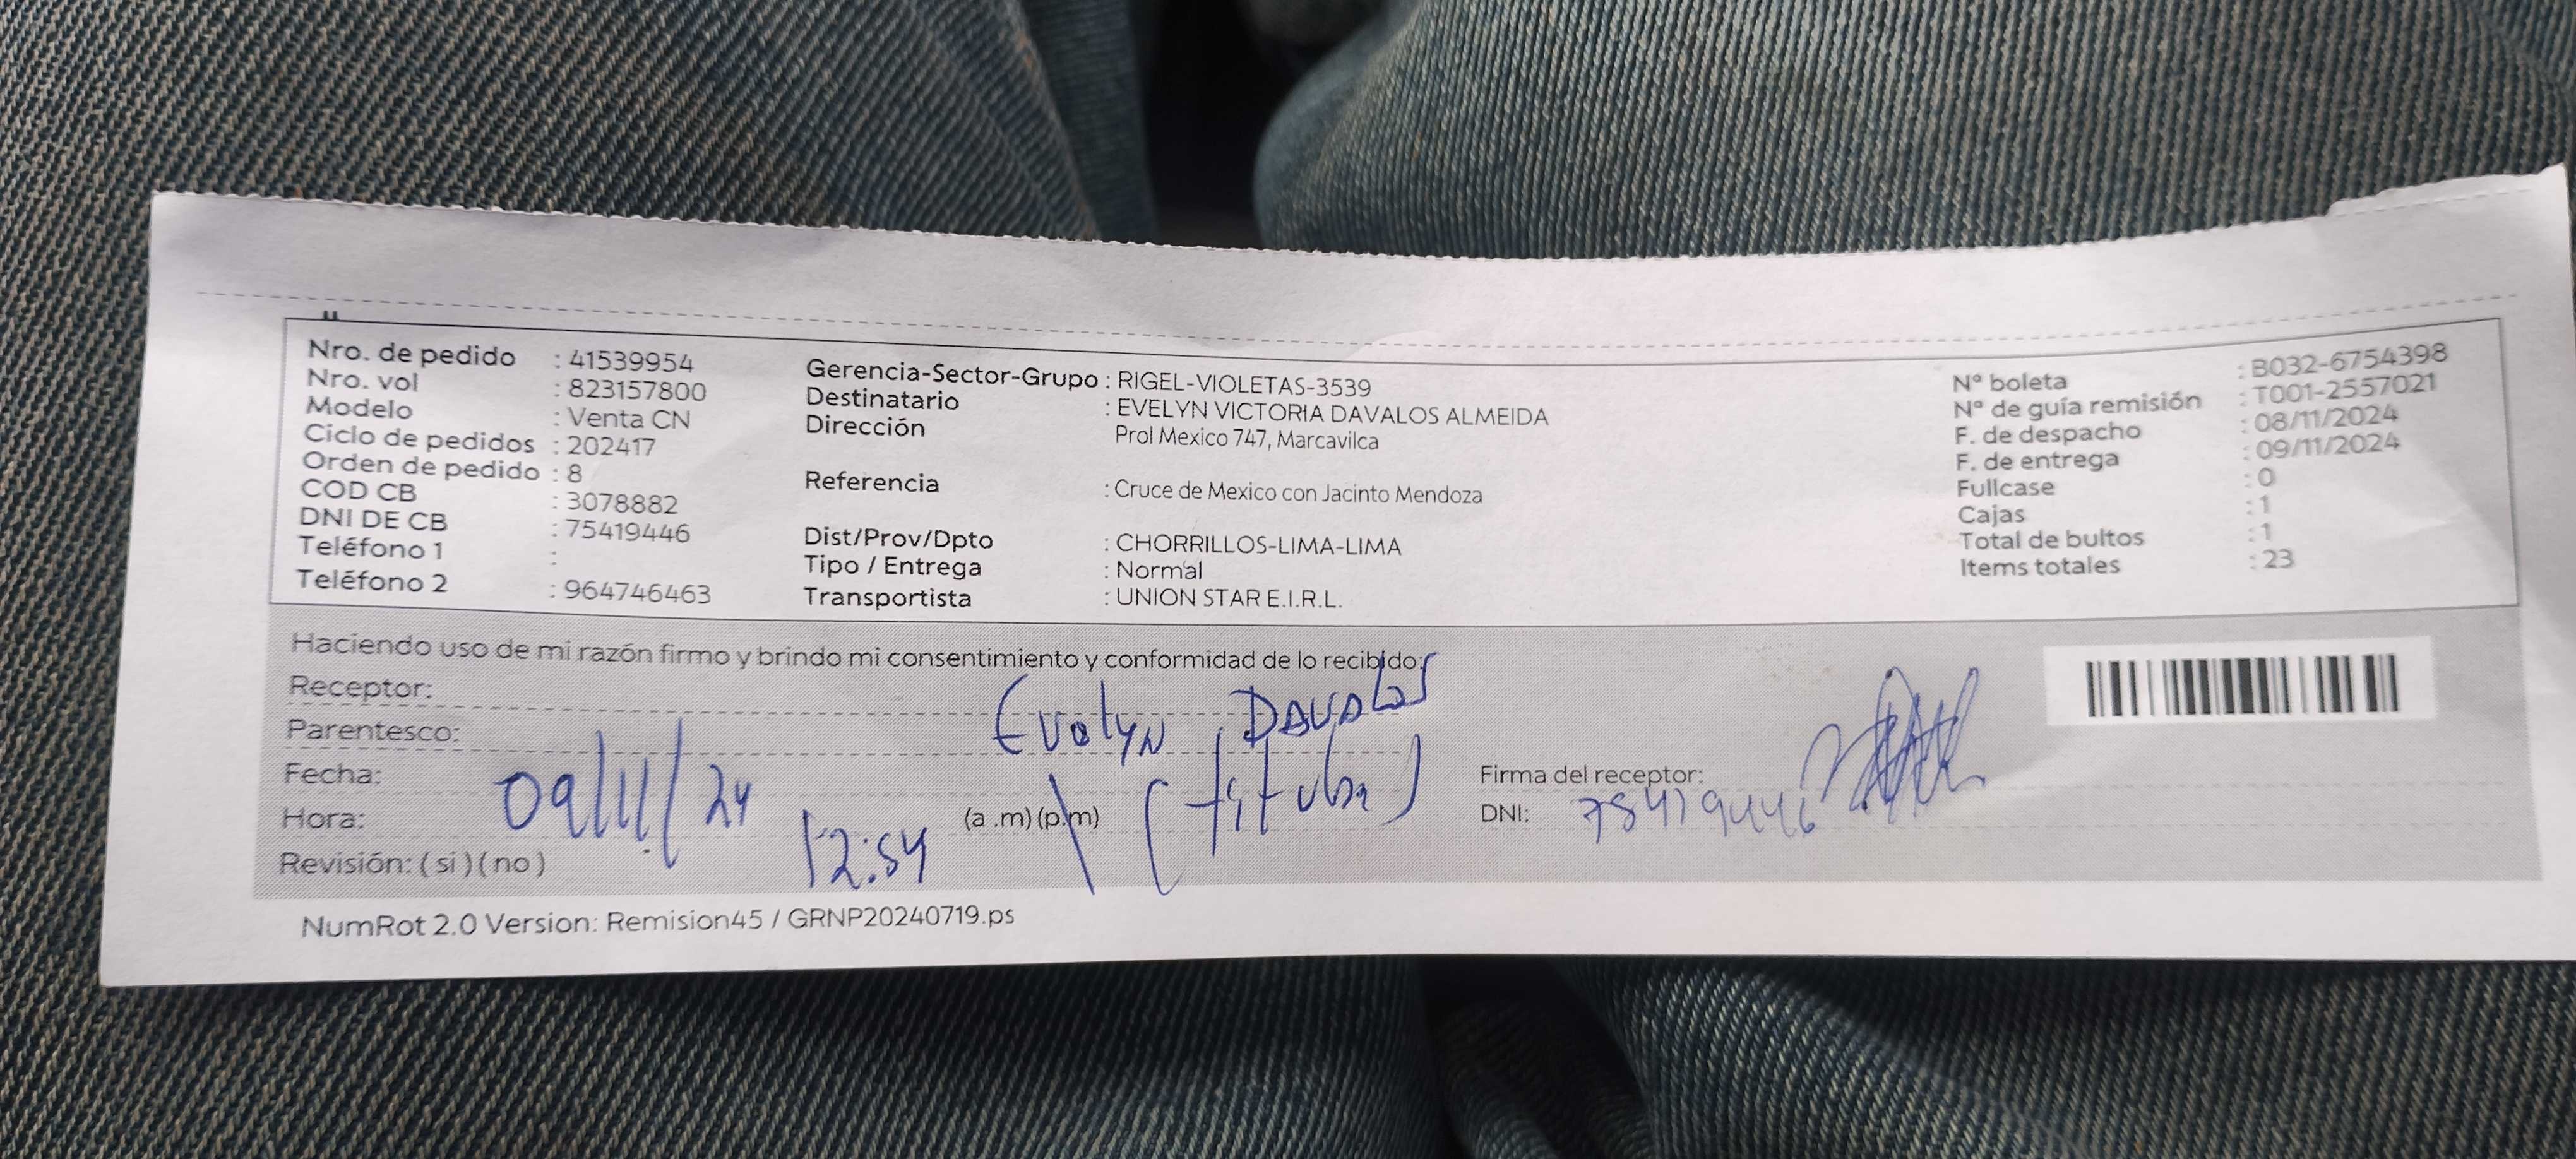 Nro. de pedido : 41539954
Nro. vol : 823157800
Modelo : Venta CN
Ciclo de pedidos : 202417
Orden de pedido : 8
COD CB : 3078882
DNI DE CB : 75419446
Teléfono 1 :
Teléfono 2 : 964746463
Gerencia-Sector-Grupo : RIGEL-VIOLETAS-3539
Destinatario : EVELYN VICTORIA DAVALOS ALMEIDA
Dirección Prol Mexico 747, Marcavilca
Referencia : Cruce de Mexico con Jacinto Mendoza
Dist/Prov/Dpto : CHORRILLOS-LIMA-LIMA
Tipo / Entrega : Normal
Transportista : UNION STAR E.I.R.L.
N° boleta : B032-6754398
N° de guía remisión : T001-2557021
F. de despacho : 08/11/2024
F. de entrega : 09/11/2024
Fullcase : 0
Cajas : 1
Total de bultos : 1
Items totales : 23
Haciendo uso de mi razón firmo y brindo mi consentimiento y conformidad de lo recibido:
Receptor: Evelyn Davalos
Parentesco: (titular)
Fecha: 09/11/24
Hora: 12:54 (a .m) (p.m)
Revisión: ( si ) ( no )
Firma del receptor:
DNI: 75419446
NumRot 2.0 Version: Remision45 / GRNP20240719.ps